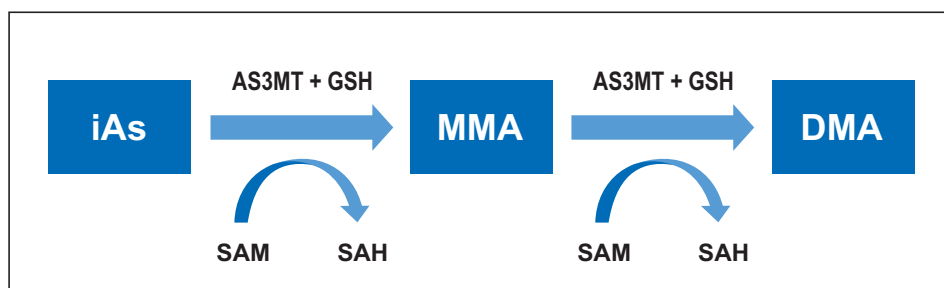 AS3MT + GSH
AS3MT + GSH
iAs
MMA
DMA
SAM
SAH
SAM
SAH